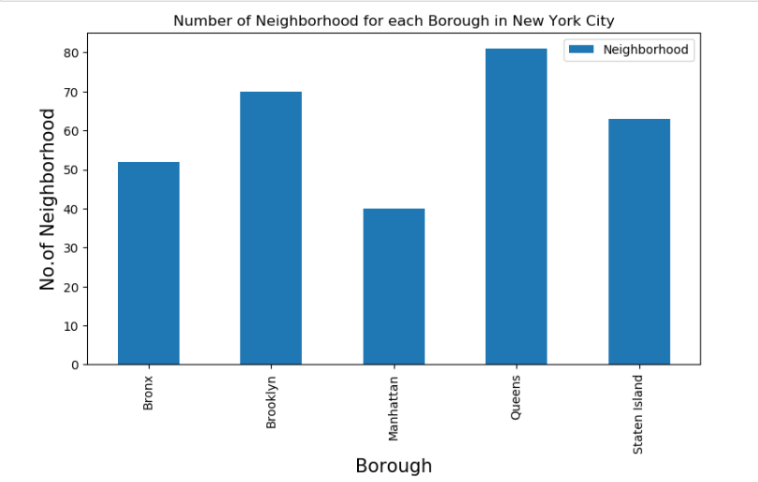 Number of Neighborhood for each Borough in New York City
Neighborhood
No.of Neighborhood
80
70
60
50
40
30
20
10
0
Bronx
Brooklyn
Manhattan
Queens
Staten Island
Borough